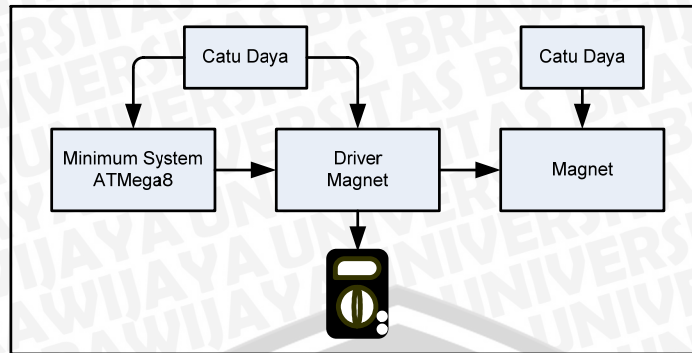 Catu Daya
Catu Daya
Minimum System
ATMega8
Driver
Magnet
Magnet